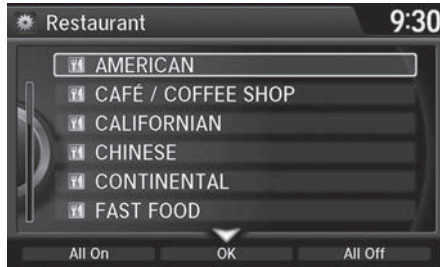 Restaurant 9:30
AMERICAN
CAFÉ / COFFEE SHOP
CALIFORNIAN
CHINESE
CONTINENTAL
FAST FOOD
All On OK All Off